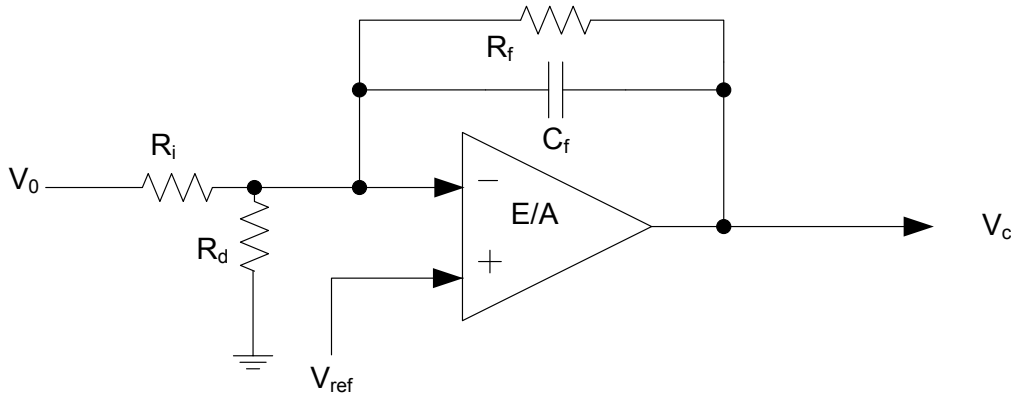 R_f
C_f
R_i
V_0
−
E/A
R_d
+
V_c
V_ref